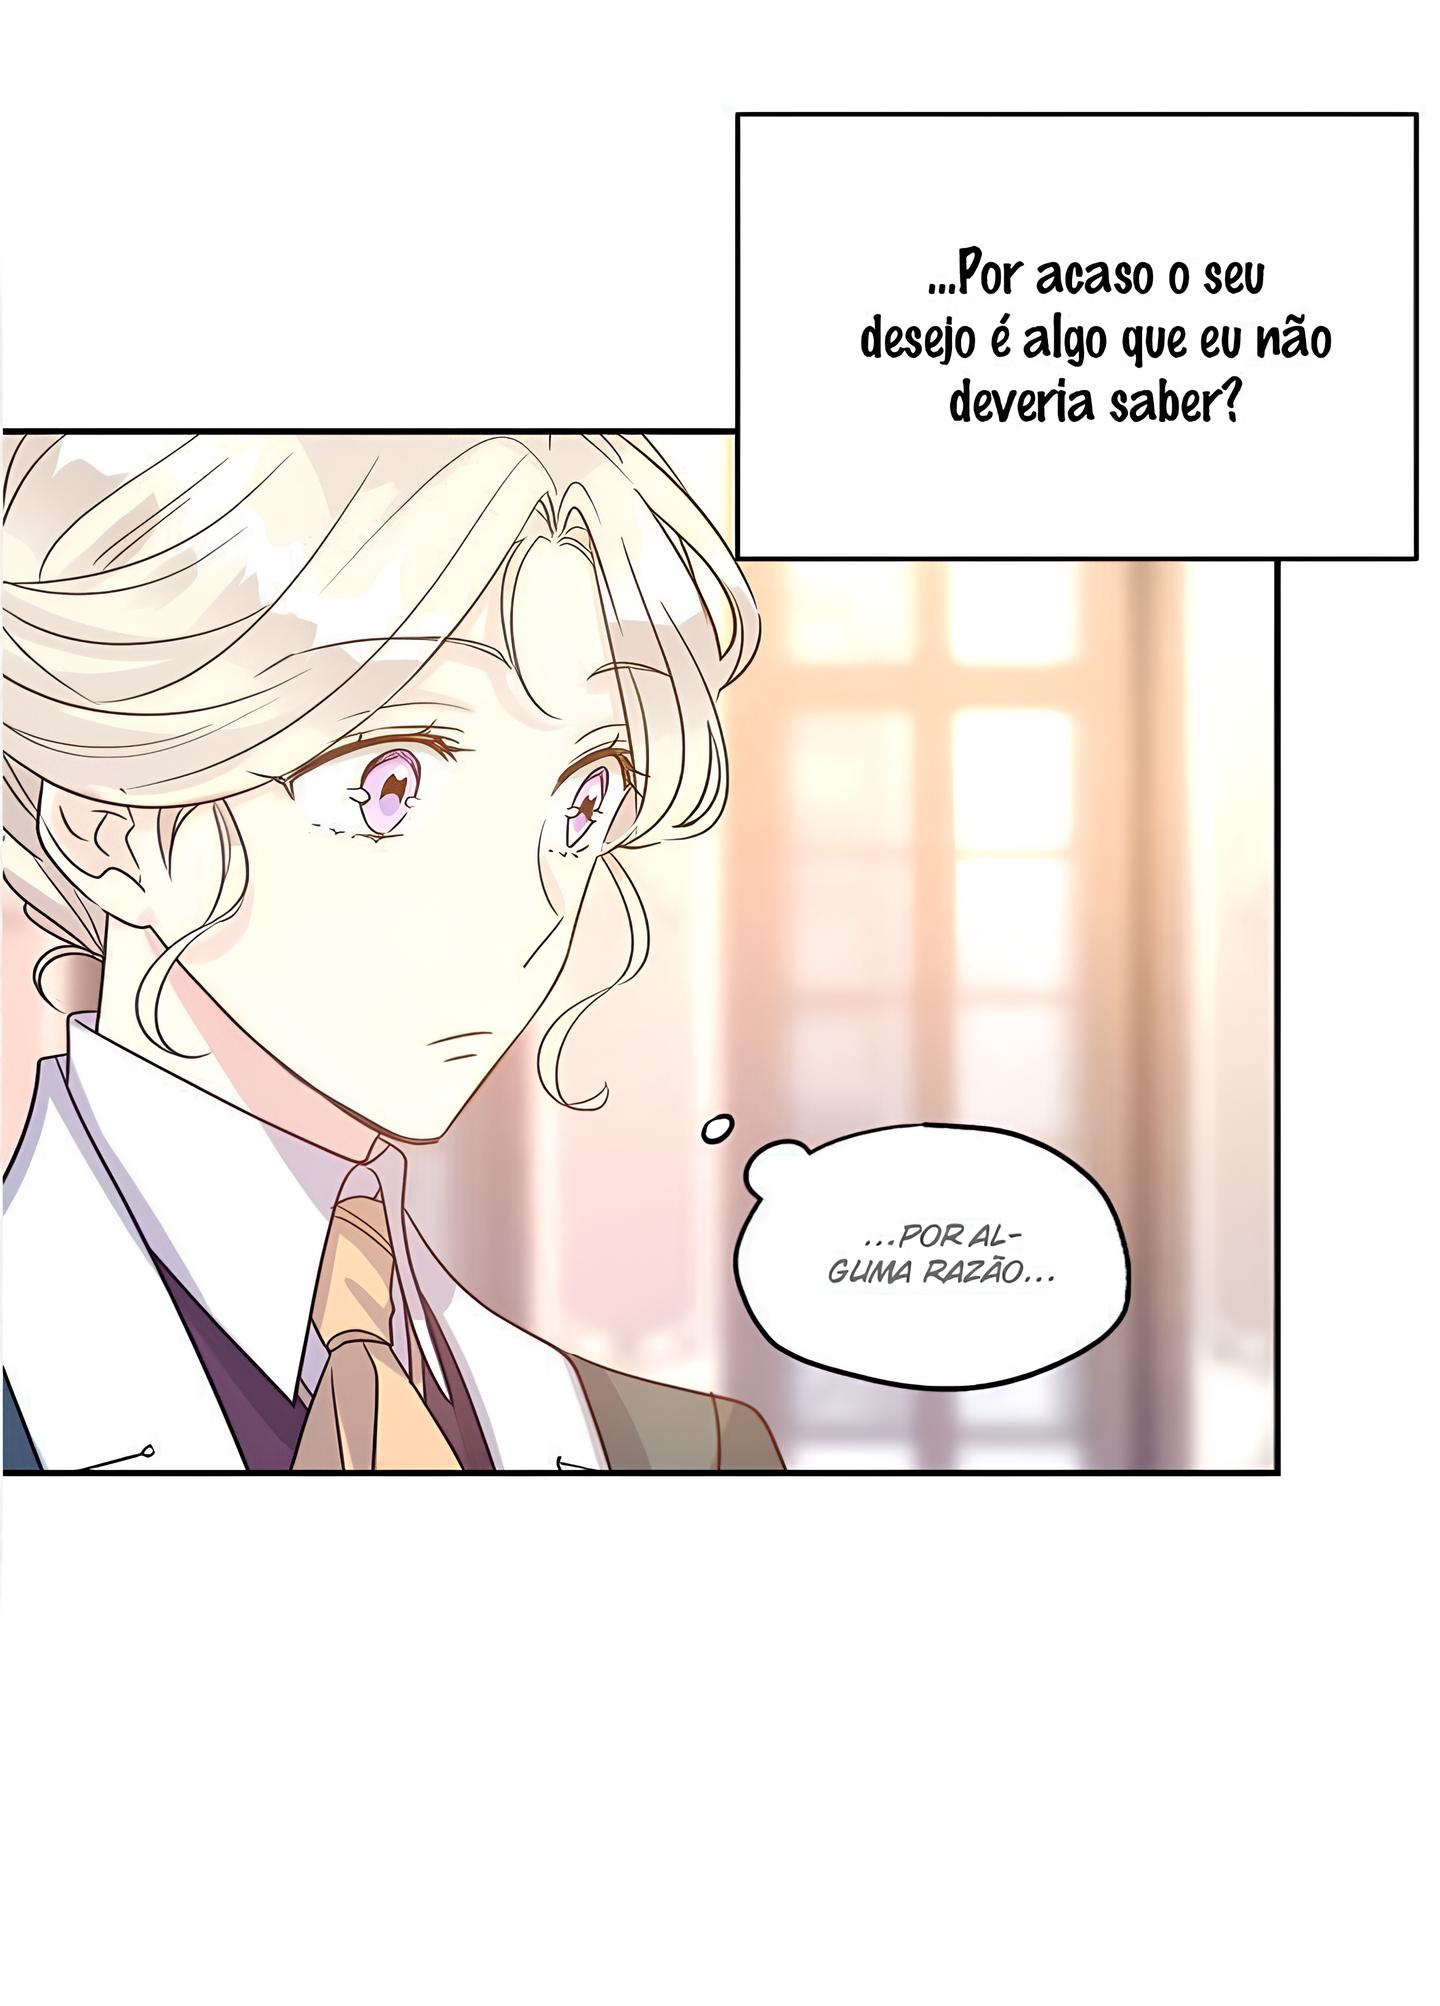 ...Por acaso o seu
desejo é algo que eu não
deveria saber?
...POR AL-
GUMA RAZÃO...